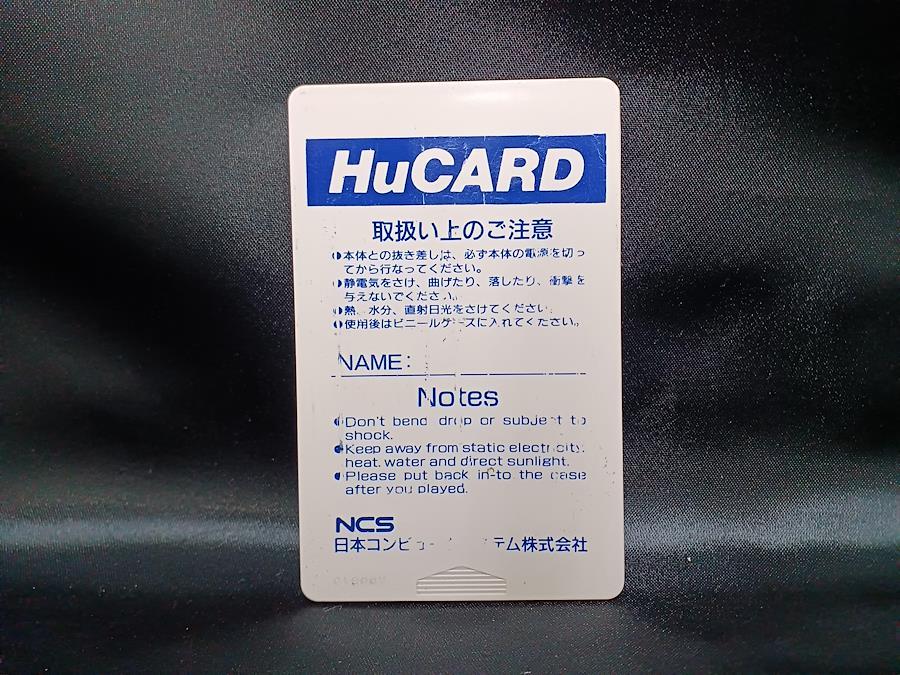 HuCARD
取扱い上のご注意
●本体との抜き差しは、必ず本体の電源を切っ
てから行なってください。
●静電気をさけ、曲げたり、落したり、衝撃を
与えないでください。
●熱、水分、直射日光をさけてください。
●使用後はビニールケースに入れてください。
NAME:
Notes
●Don't bend drop or subject to
shock.
●Keep away from static electricity,
heat, water and direct sunlight.
●Please put back in-to the case
after you played.
NCS
日本コンピュー テム株式会社